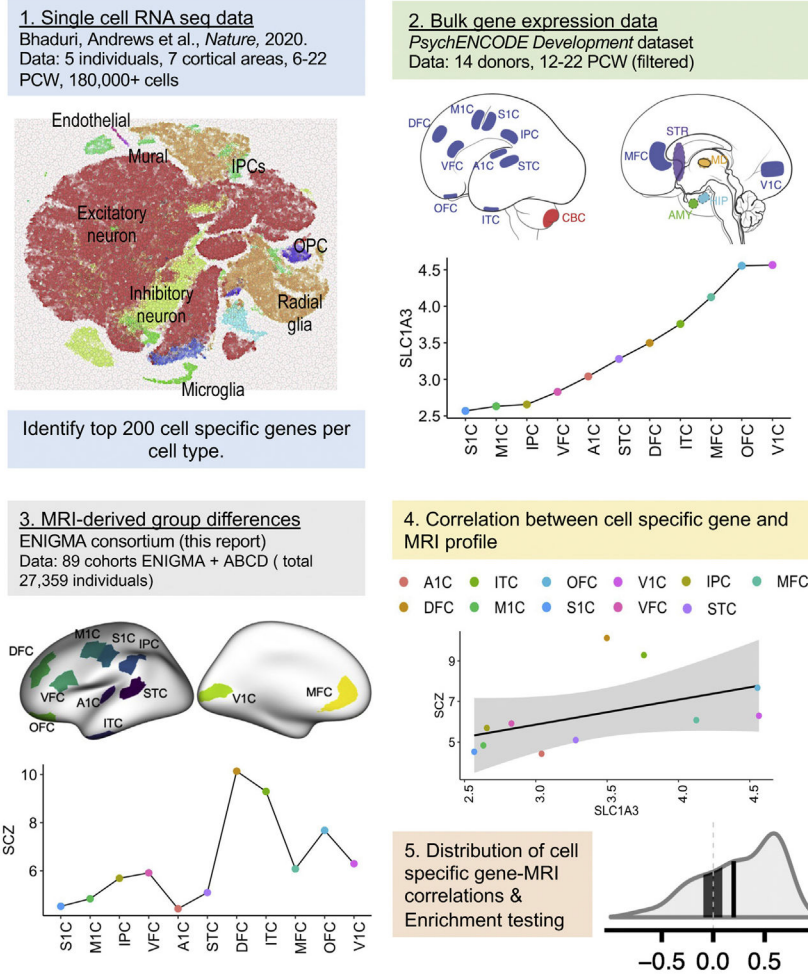 1. Single cell RNA seq data
Bhaduri, Andrews et al., Nature, 2020.
Data: 5 individuals, 7 cortical areas, 6-22
PCW, 180,000+ cells
Endothelial
Mural
IPCs
Excitatory
neuron
OPC
Inhibitory
neuron
Radial
glia
Microglia
Identify top 200 cell specific genes per
cell type.
2. Bulk gene expression data
PsychENCODE Development dataset
Data: 14 donors, 12-22 PCW (filtered)
M1C
S1C
DFC
IPC
VFC
A1C
STC
OFC
ITC
CBC
STR
MFC
MD
V1C
HIP
AMY
4.5
4.0
3.5
3.0
2.5
SLC1A3
S1C
M1C
IPC
VFC
A1C
STC
DFC
ITC
MFC
OFC
V1C
3. MRI-derived group differences
ENIGMA consortium (this report)
Data: 89 cohorts ENIGMA + ABCD ( total
27,359 individuals)
M1C
S1C
IPC
DFC
VFC
A1C
STC
OFC
ITC
V1C
MFC
10
8
6
SCZ
S1C
M1C
IPC
VFC
A1C
STC
DFC
ITC
MFC
OFC
V1C
4. Correlation between cell specific gene and
MRI profile
A1C
ITC
OFC
V1C
IPC
MFC
DFC
M1C
S1C
VFC
STC
9
7
5
SCZ
2.5
3.0
3.5
4.0
4.5
SLC1A3
5. Distribution of cell
specific gene-MRI
correlations &
Enrichment testing
−0.5 0.0 0.5